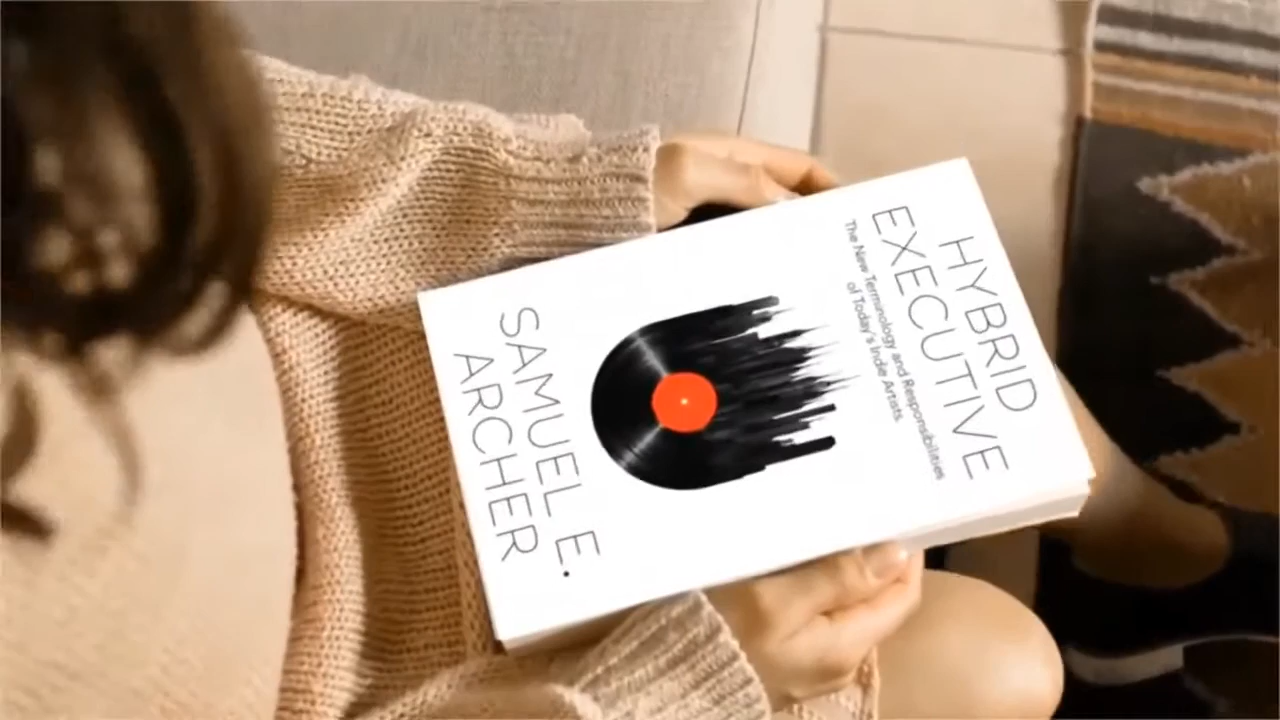 HYBRID
EXECUTIVE
The New Terminology and Responsibilities
of Today's Indie Artists.
SAMUEL E.
ARCHER